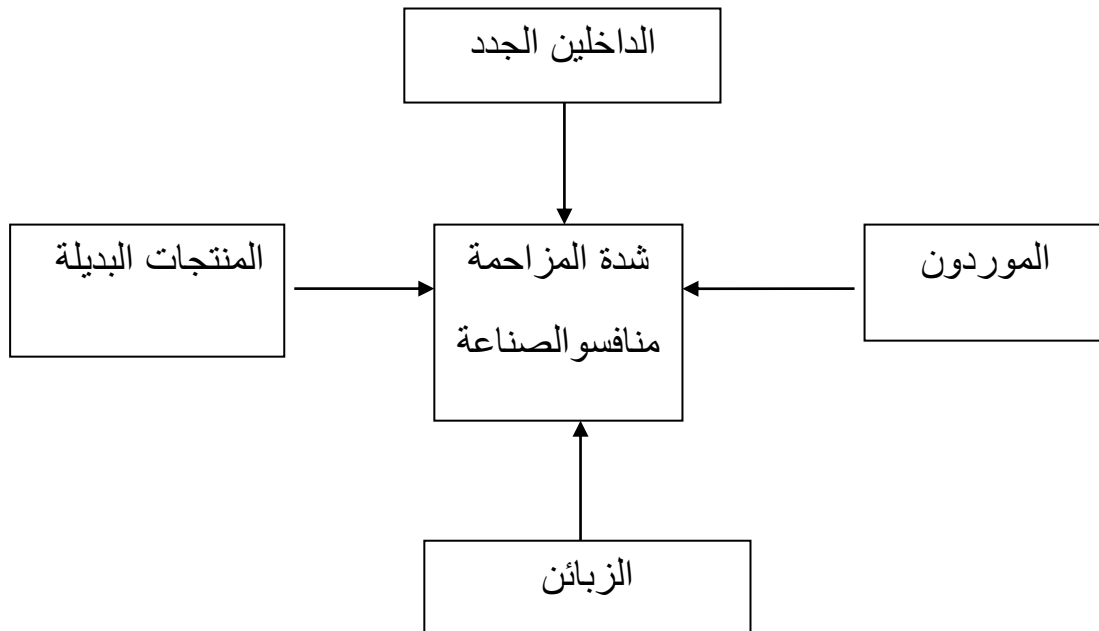 الداخلين الجدد
شدة المزاحمة
منافسوالصناعة
الموردون
المنتجات البديلة
الزبائن